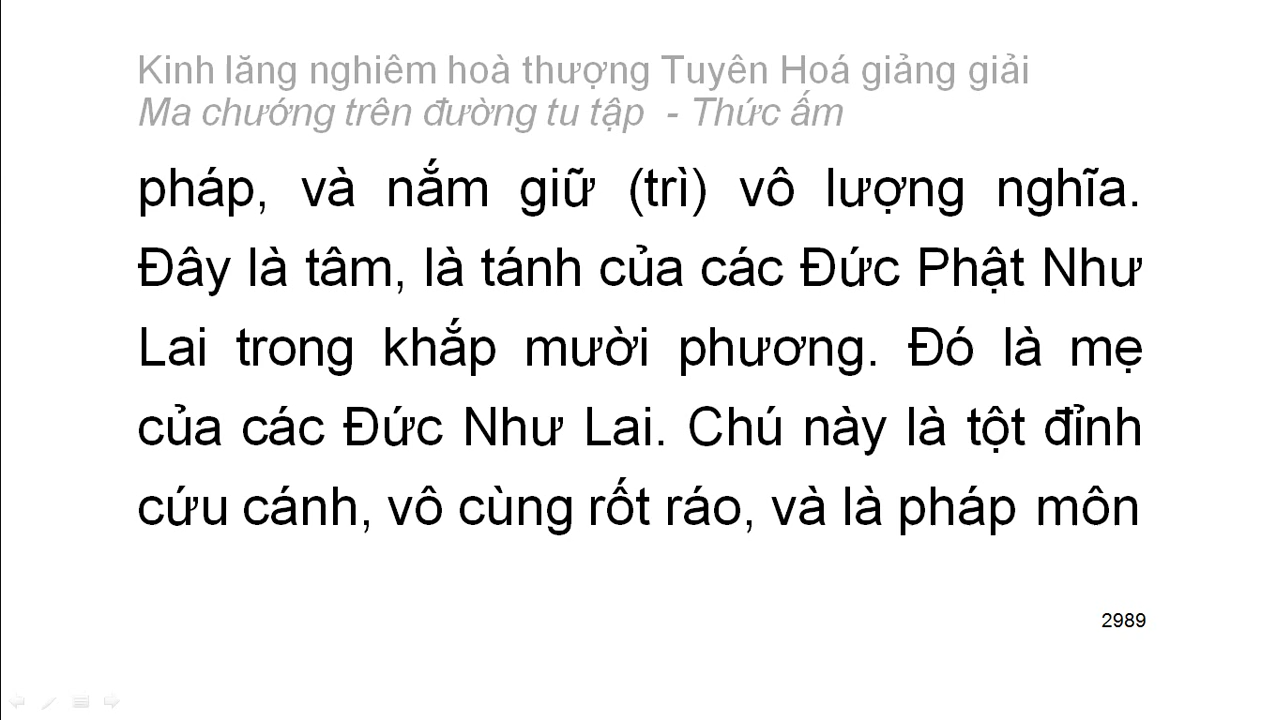 Kinh lăng nghiêm hoà thượng Tuyên Hoá giảng giải
Ma chướng trên đường tu tập - Thức ấm
pháp, và nắm giữ (trì) vô lượng nghĩa.
Đây là tâm, là tánh của các Đức Phật Như
Lai trong khắp mười phương. Đó là mẹ
của các Đức Như Lai. Chú này là tột đỉnh
cứu cánh, vô cùng rốt ráo, và là pháp môn
2989